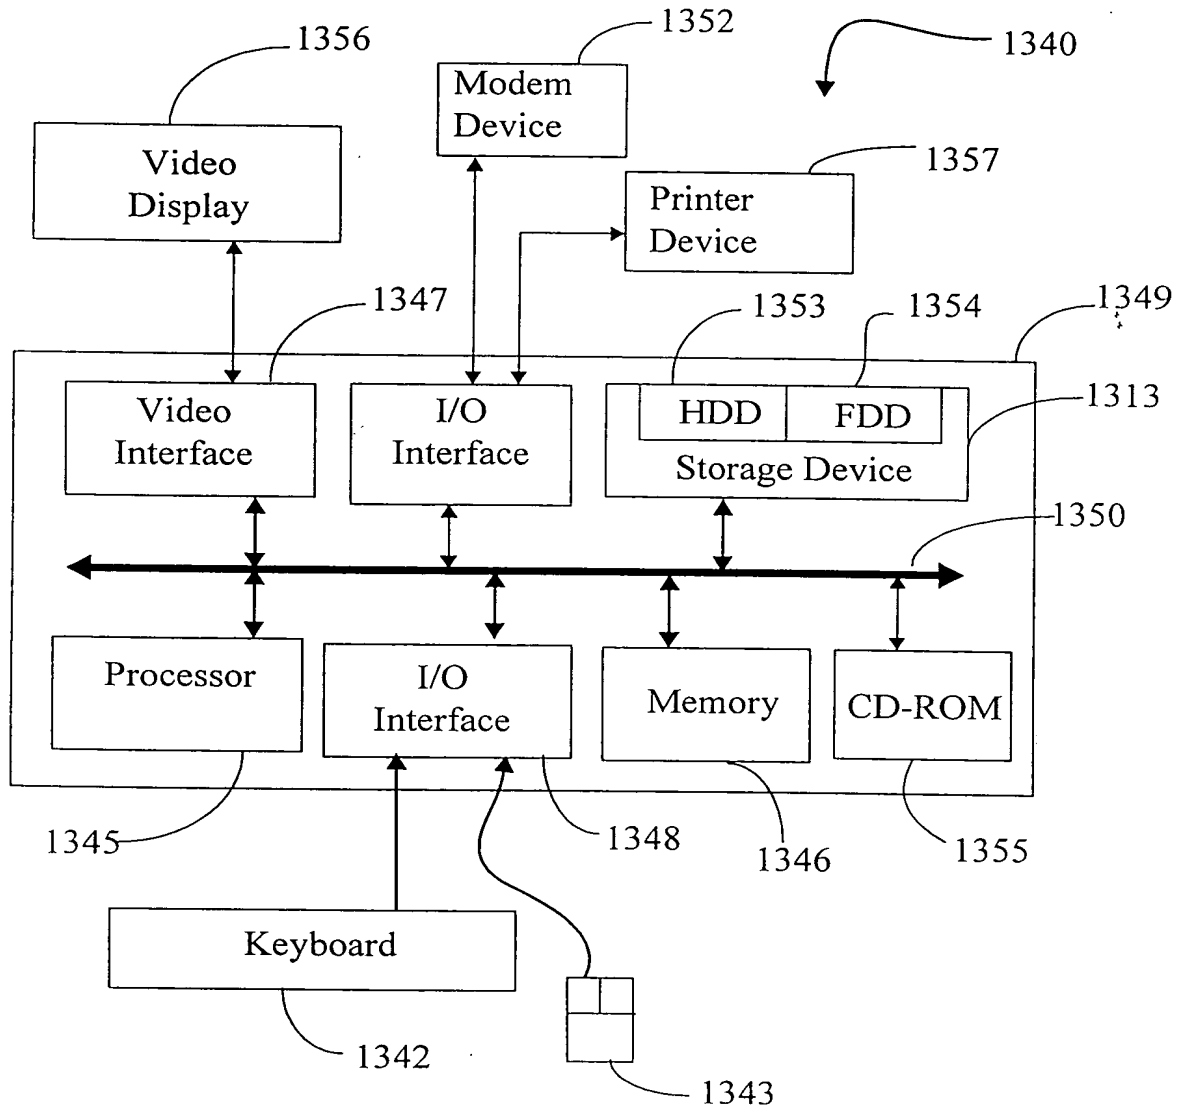 1356
1352
1340
Modem
Device
Video
Display
1357
Printer
Device
1347
1353
1354
1349
Video
Interface
I/O
Interface
HDD
FDD
Storage Device
1313
1350
Processor
I/O
Interface
Memory
CD-ROM
1345
1348
1346
1355
Keyboard
1342
1343